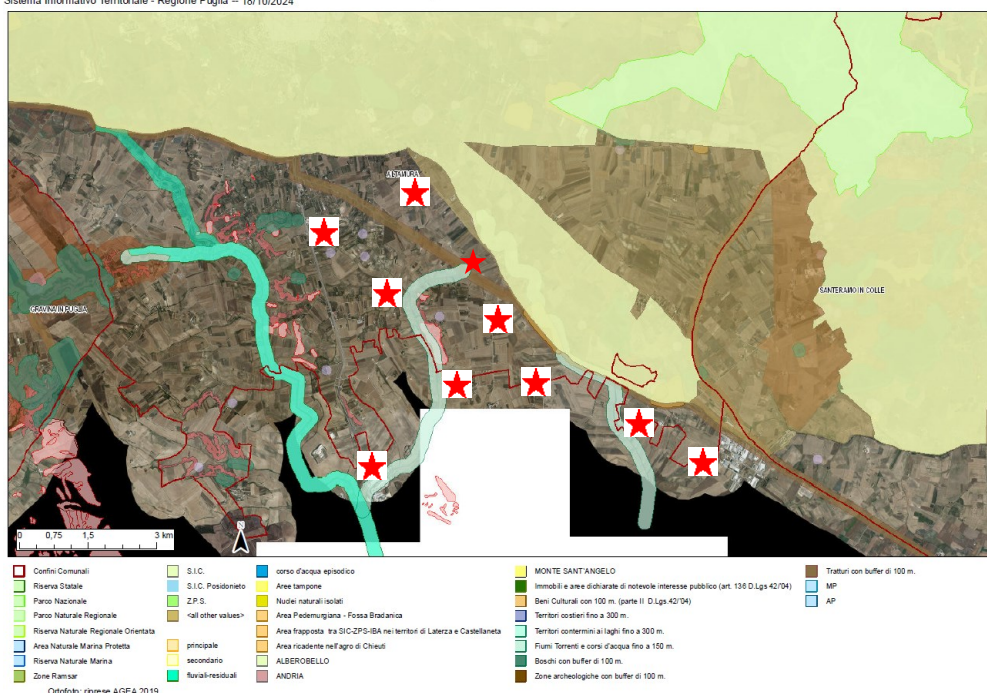 Sistema Informativo Territoriale - Regione Puglia -- 18/10/2024
ALTAMURA
GRAVINA IN PUGLIA
SANTERAMO IN COLLE
0 0,75 1,5 3 km
N
Confini Comunali
Riserva Statale
Parco Nazionale
Parco Naturale Regionale
Riserva Naturale Regionale Orientata
Area Naturale Marina Protetta
Riserva Naturale Marina
Zone Ramsar
S.I.C.
S.I.C. Posidonieto
Z.P.S.
<all other values>
principale
secondario
fluviali-residuali
corso d'acqua episodico
Aree tampone
Nuclei naturali isolati
Area Pedemurgiana - Fossa Bradanica
Area frapposta tra SIC-ZPS-IBA nei territori di Laterza e Castellaneta
Area ricadente nell'agro di Chieuti
ALBEROBELLO
ANDRIA
MONTE SANT'ANGELO
Immobili e aree dichiarate di notevole interesse pubblico (art. 136 D.Lgs 42/'04)
Beni Culturali con 100 m. (parte II D.Lgs.42/'04)
Territori costieri fino a 300 m.
Territori contermini ai laghi fino a 300 m.
Fiumi Torrenti e corsi d'acqua fino a 150 m.
Boschi con buffer di 100 m.
Zone archeologiche con buffer di 100 m.
Tratturi con buffer di 100 m.
MP
AP
Ortofoto: riprese AGEA 2019